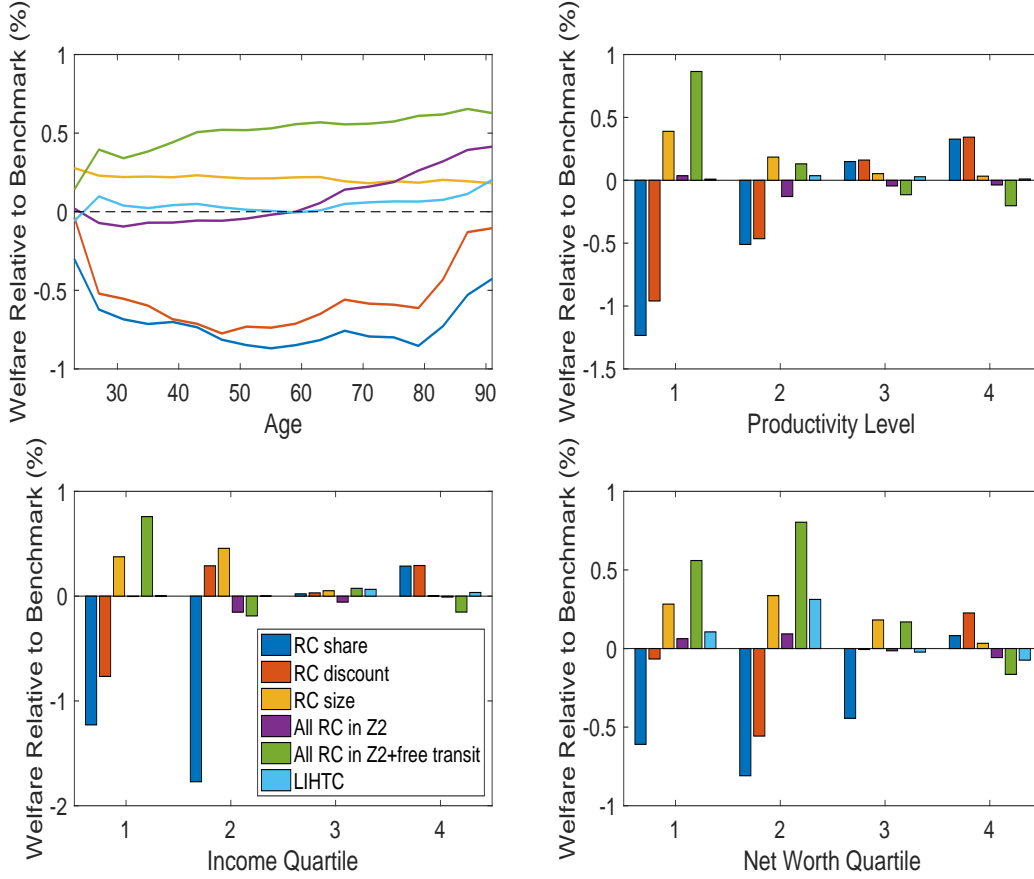 Welfare Relative to Benchmark (%)
1
0.5
0
-0.5
-1
30 40 50 60 70 80 90
Age
Welfare Relative to Benchmark (%)
1
0.5
0
-0.5
-1
-1.5
1 2 3 4
Productivity Level
Welfare Relative to Benchmark (%)
1
0
-1
-2
1 2 3 4
Income Quartile
RC share
RC discount
RC size
All RC in Z2
All RC in Z2+free transit
LIHTC
Welfare Relative to Benchmark (%)
1
0.5
0
-0.5
-1
1 2 3 4
Net Worth Quartile